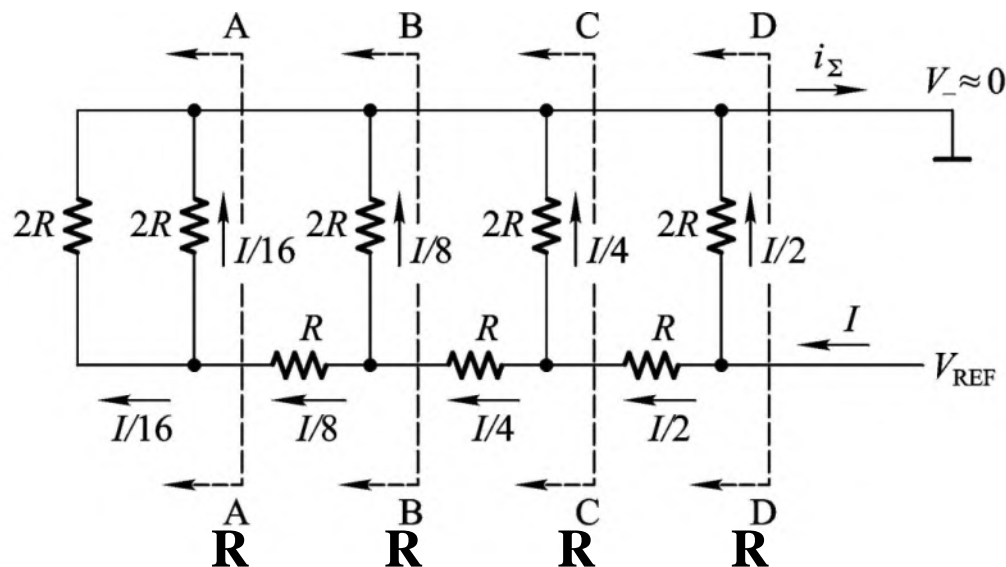 A B C D
i_Σ V_≈0
2R 2R 2R 2R 2R
I/16 I/8 I/4 I/2
R R R I
V_REF
I/16 I/8 I/4 I/2
A B C D
R R R R